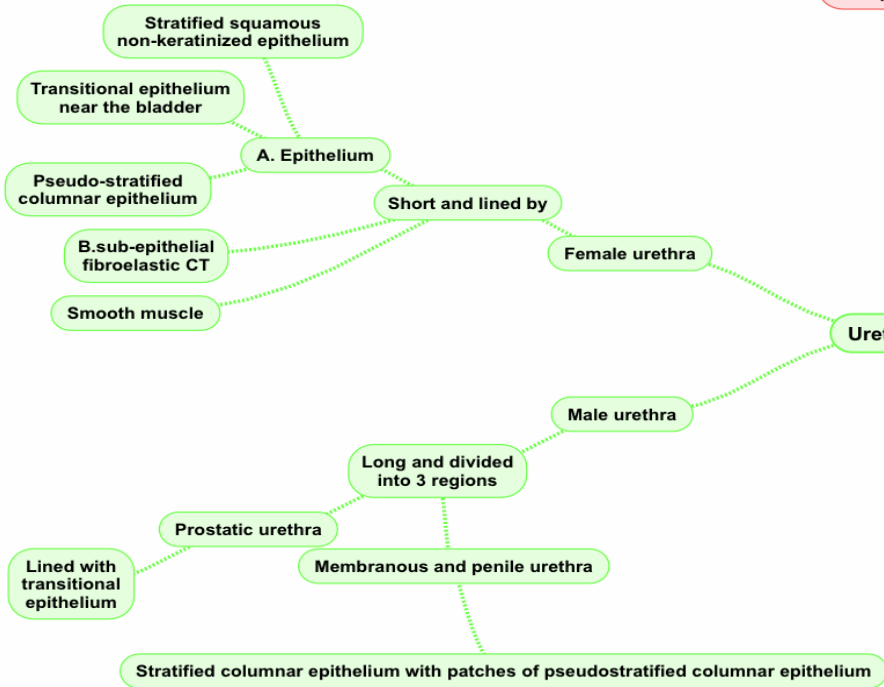 Stratified squamous
non-keratinized epithelium
Transitional epithelium
near the bladder
A. Epithelium
Pseudo-stratified
columnar epithelium
Short and lined by
B.sub-epithelial
fibroelastic CT
Female urethra
Smooth muscle
Male urethra
Long and divided
into 3 regions
Prostatic urethra
Lined with
transitional
epithelium
Membranous and penile urethra
Stratified columnar epithelium with patches of pseudostratified columnar epithelium